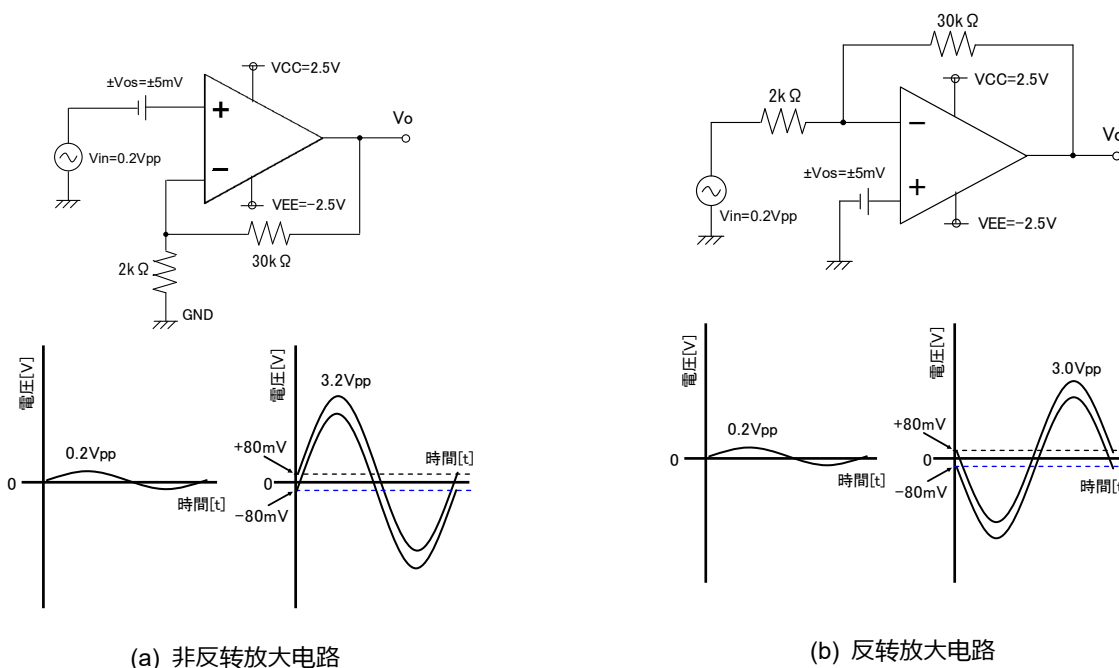 VCC=2.5V
±Vos=±5mV
+
−
Vo
Vin=0.2Vpp
VEE=−2.5V
30kΩ
2kΩ
GND
電圧[V]
0.2Vpp
0
時間[t]
電圧[V]
3.2Vpp
+80mV
0
−80mV
時間[t]
(a) 非反转放大电路
30kΩ
VCC=2.5V
2kΩ
−
+
Vo
±Vos=±5mV
Vin=0.2Vpp
VEE=−2.5V
電圧[V]
0.2Vpp
0
時間[t]
電圧[V]
3.0Vpp
+80mV
0
−80mV
時間[t
(b) 反转放大电路